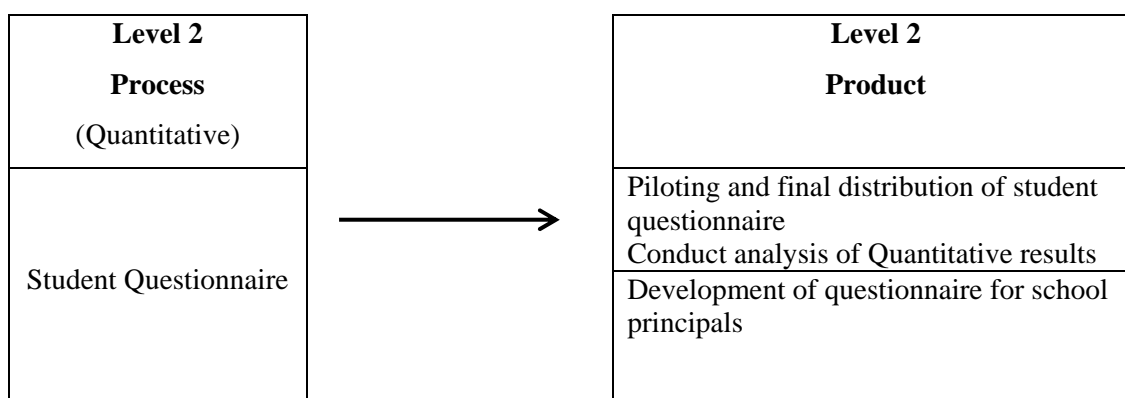 Level 2
Process
(Quantitative)
Student Questionnaire
Level 2
Product
Piloting and final distribution of student
questionnaire
Conduct analysis of Quantitative results
Development of questionnaire for school
principals